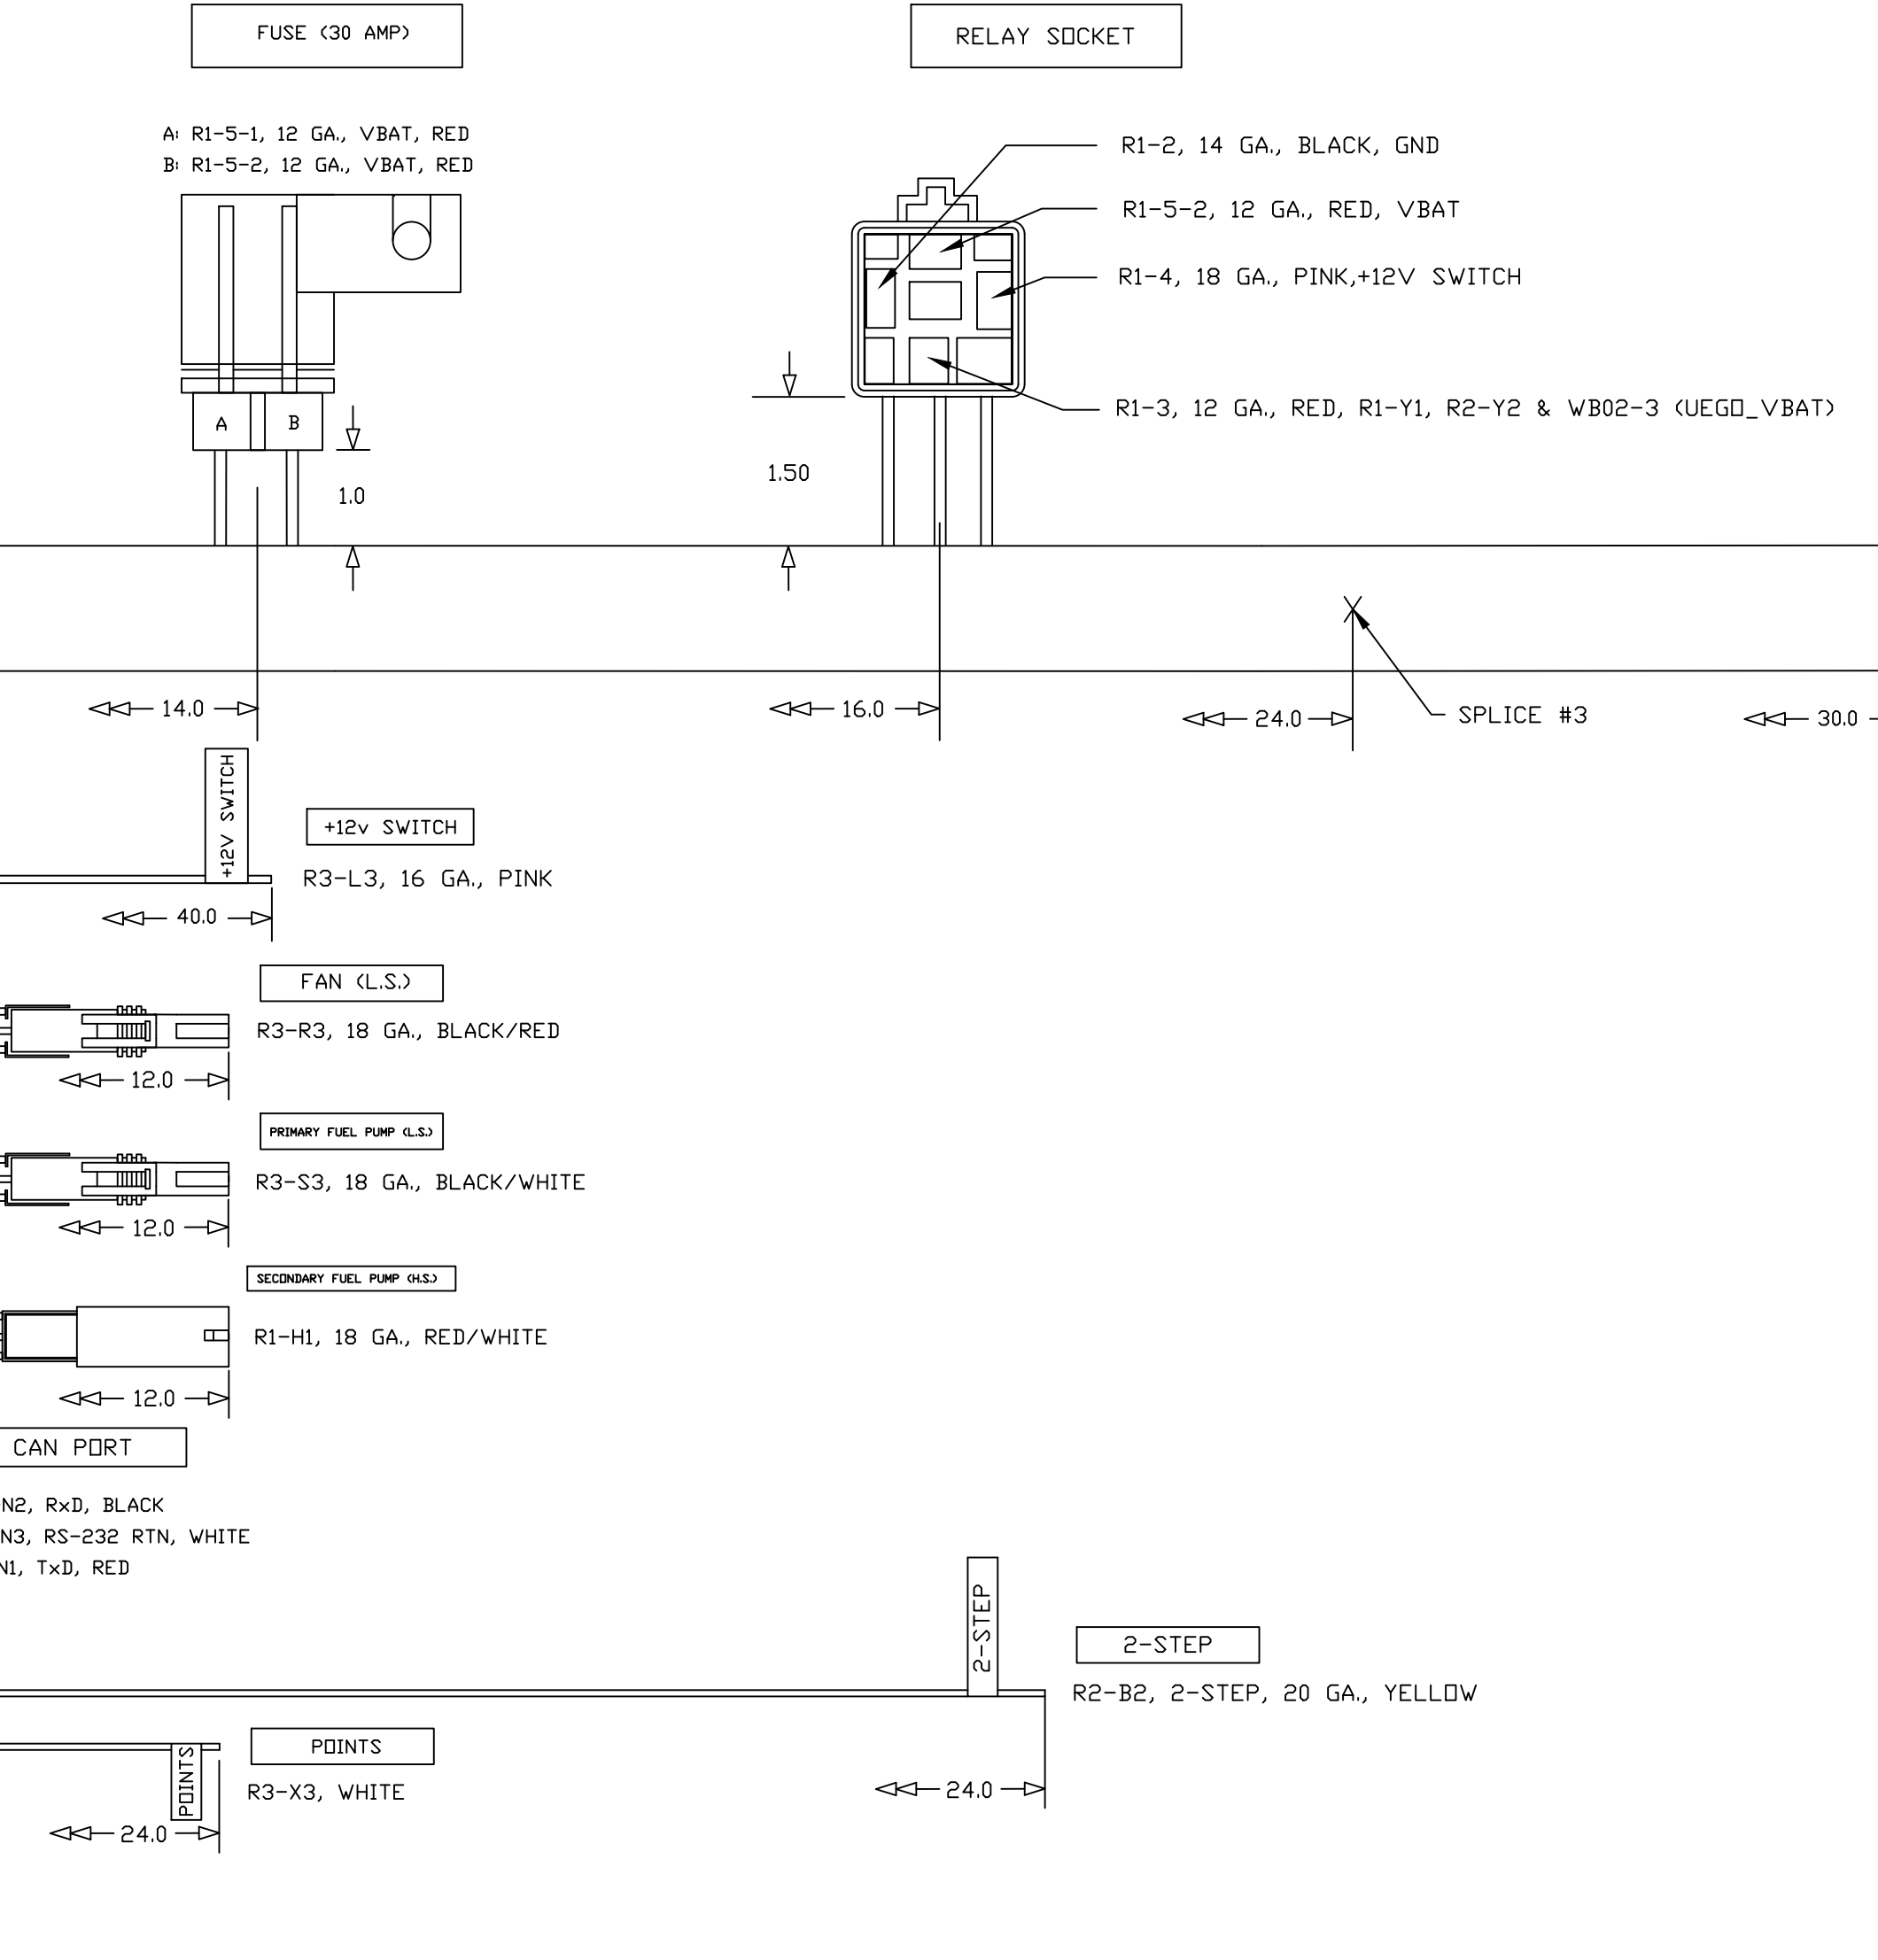 FUSE (30 AMP)
RELAY SOCKET
A: R1-5-1, 12 GA., VBAT, RED
B: R1-5-2, 12 GA., VBAT, RED
R1-2, 14 GA., BLACK, GND
R1-5-2, 12 GA., RED, VBAT
R1-4, 18 GA., PINK,+12V SWITCH
R1-3, 12 GA., RED, R1-Y1, R2-Y2 & WB02-3 (UEGO_VBAT)
A
B
1.0
1.50
14.0
16.0
24.0
SPLICE #3
30.0
+12V SWITCH
+12v SWITCH
R3-L3, 16 GA., PINK
40.0
FAN (L.S.)
R3-R3, 18 GA., BLACK/RED
12.0
PRIMARY FUEL PUMP (L.S.)
R3-S3, 18 GA., BLACK/WHITE
12.0
SECONDARY FUEL PUMP (H.S.)
R1-H1, 18 GA., RED/WHITE
12.0
CAN PORT
N2, RxD, BLACK
N3, RS-232 RTN, WHITE
N1, TxD, RED
2-STEP
2-STEP
R2-B2, 2-STEP, 20 GA., YELLOW
24.0
POINTS
POINTS
R3-X3, WHITE
24.0